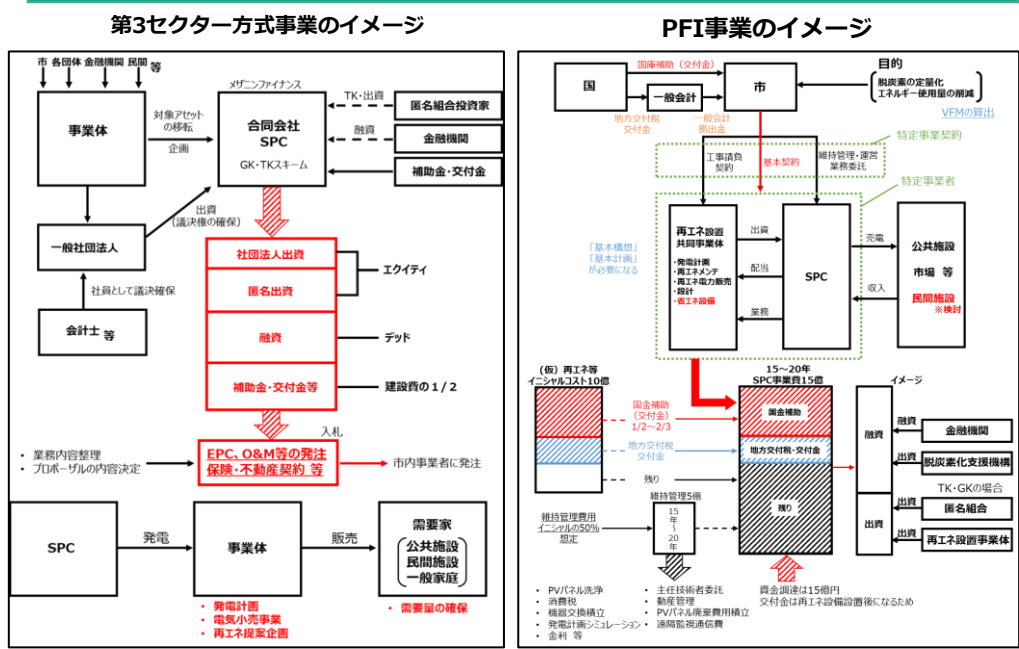 第3セクター方式事業のイメージ
市 各団体 金融機関 民間 等
事業体
対象アセット
の移転
企画
メザニンファイナンス
合同会社
SPC
GK・TKスキーム
TK・出資
匿名組合投資家
融資
金融機関
補助金・交付金
出資
(議決権の確保)
一般社団法人
社員として議決確保
会計士 等
社団法人出資
匿名出資
エクイティ
融資
デッド
補助金・交付金等
建設費の1/2
入札
・ 業務内容整理
・ プロポーザルの内容決定
EPC、O&M等の発注
保険・不動産契約 等
・ 市内事業者に発注
SPC
発電
事業体
販売
需要家
公共施設
民間施設
一般家庭
・ 発電計画
・ 電気小売事業
・ 再エネ提案企画
・ 需要量の確保
PFI事業のイメージ
国
国庫補助(交付金)
一般会計
市
地方交付税
交付金
一般会計
拠出金
目的
脱炭素の定量化
エネルギー使用量の削減
VFMの算出
特定事業契約
工事請負
契約
基本契約
維持管理・運営
業務委託
特定事業者
「基本構想」
「基本計画」
が必要になる
再エネ設置
共同事業体
・発電計画
・再エネメンテ
・再エネ電力販売
・設計
・省エネ設備
出資
配当
業務
SPC
売電
収入
公共施設
市場 等
民間施設
※検討
(仮)再エネ等
イニシャルコスト10億
15～20年
SPC事業費15億
イメージ
国金補助
(交付金)
1/2～2/3
地方交付税
交付金
残り
国金補助
地方交付税・交付金
残り
維持管理費用
イニシャルの50%
想定
維持管理5億
15年～20年
融資
出資
融資
金融機関
出資
脱炭素化支援機構
TK・GKの場合
出資
匿名組合
出資
再エネ設置事業体
・ PVパネル洗浄
・ 消費税
・ 機器交換積立
・ 発電計画シミュレーション
・ 金利 等
・ 主任技術者委託
・ 動産管理
・ PVパネル廃棄費用積立
・ 遠隔監視通信費
資金調達は15億円
交付金は再エネ設備設置後になるため